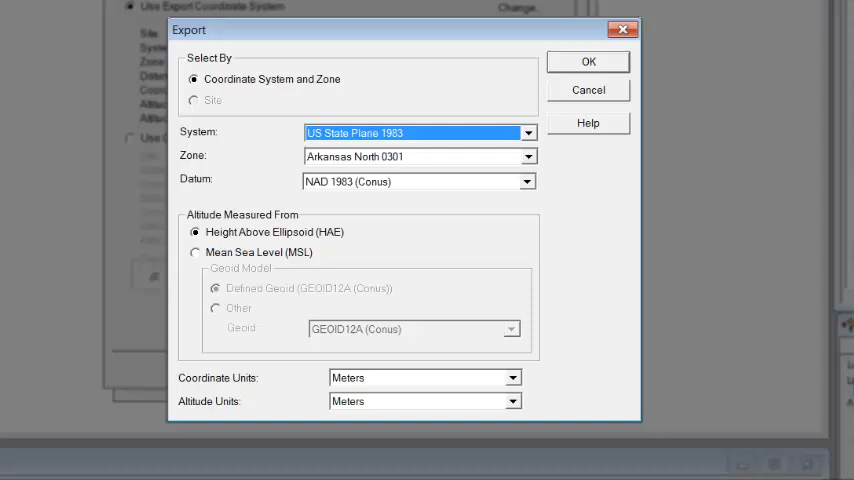 Use Export Coordinate System
Change.
Export
Site
System
Zone
Datum
Select By
Coordinate System and Zone
Site
OK
Cancel
Help
System:
US State Plane 1983
Zone:
Arkansas North 0301
Datum:
NAD 1983 (Conus)
Altitude Measured From
Height Above Ellipsoid (HAE)
Mean Sea Level (MSL)
Geoid Model
Defined Geoid (GEOID12A (Conus))
Other
Geoid
GEOID12A (Conus)
Coordinate Units:
Meters
Altitude Units:
Meters